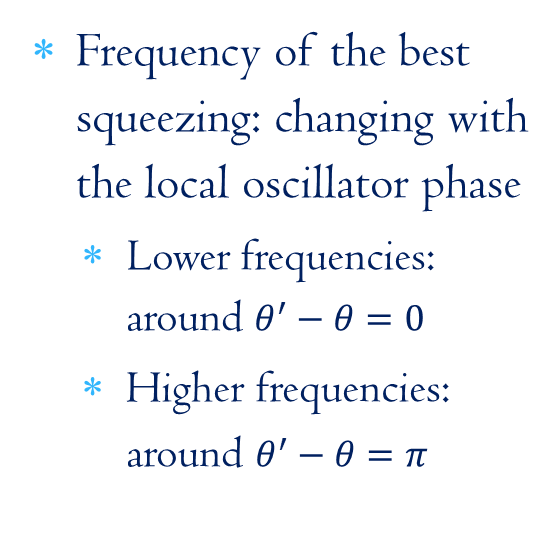 * Frequency of the best
squeezing: changing with
the local oscillator phase
* Lower frequencies:
around θ′ − θ = 0
* Higher frequencies:
around θ′ − θ = π